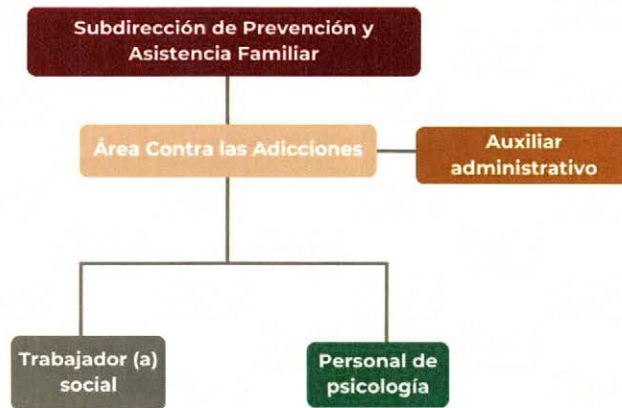 Subdirección de Prevención y
Asistencia Familiar
Área Contra las Adicciones
Auxiliar
administrativo
Trabajador (a)
social
Personal de
psicología